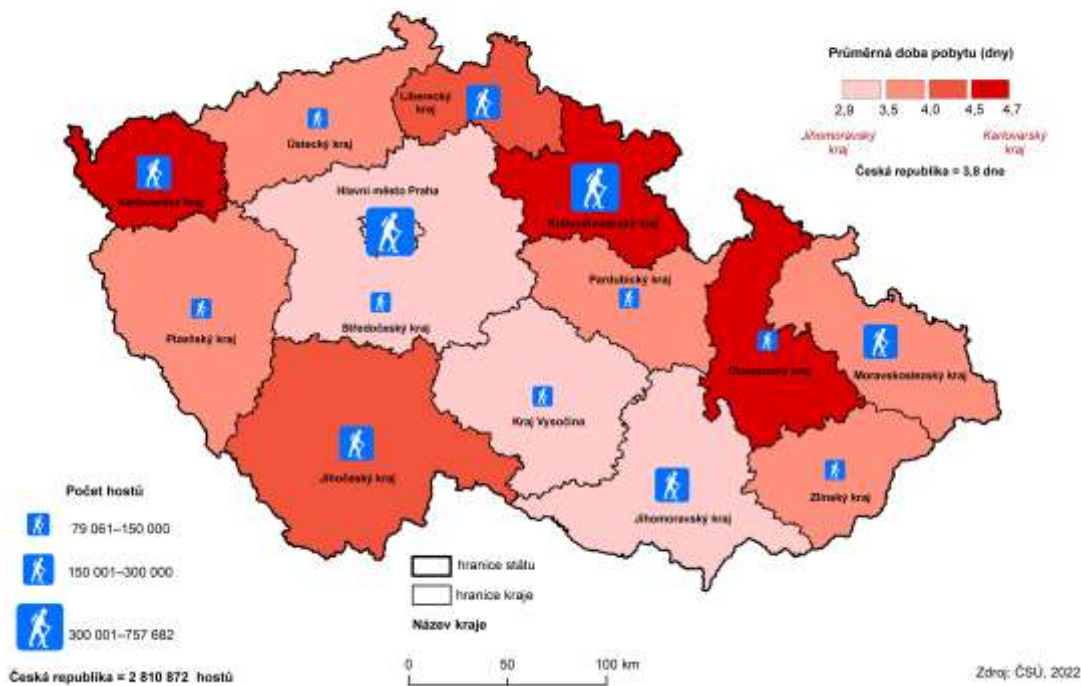 Průměrná doba pobytu (dny)
2,9 3,5 4,0 4,5 4,7
Jihomoravský kraj
Karlovarský kraj
Česká republika = 3,8 dne
Liberecký kraj
Ústecký kraj
Karlovarský kraj
Hlavní město Praha
Královéhradecký kraj
Pardubický kraj
Středočeský kraj
Plzeňský kraj
Olomoucký kraj
Moravskoslezský kraj
Kraj Vysočina
Jihočeský kraj
Zlínský kraj
Jihomoravský kraj
Počet hostů
79 061–150 000
150 001–300 000
300 001–757 682
Česká republika = 2 810 872 hostů
hranice státu
hranice kraje
Název kraje
0 50 100 km
Zdroj: ČSÚ, 2022